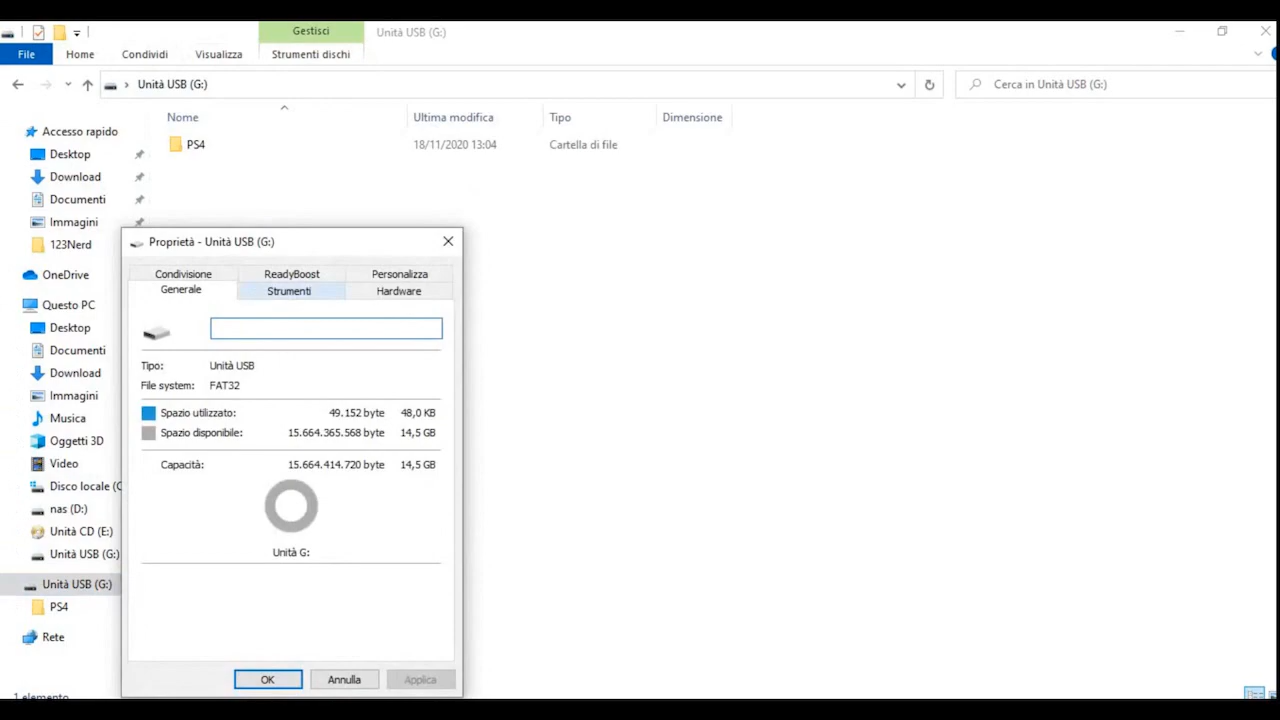 Gestisci
Unità USB (G:)
File Home Condividi Visualizza Strumenti dischi
Unità USB (G:)
Cerca in Unità USB (G:)
Nome Ultima modifica Tipo Dimensione
PS4 18/11/2020 13:04 Cartella di file
Accesso rapido
Desktop
Download
Documenti
Immagini
123Nerd
OneDrive
Questo PC
Desktop
Documenti
Download
Immagini
Musica
Oggetti 3D
Video
Disco locale (C
nas (D:)
Unità CD (E:)
Unità USB (G:)
Unità USB (G:)
PS4
Rete
1 elemento
Proprietà - Unità USB (G:)
Condivisione ReadyBoost Personalizza
Generale Strumenti Hardware
Tipo: Unità USB
File system: FAT32
Spazio utilizzato: 49.152 byte 48,0 KB
Spazio disponibile: 15.664.365.568 byte 14,5 GB
Capacità: 15.664.414.720 byte 14,5 GB
Unità G:
OK Annulla Applica